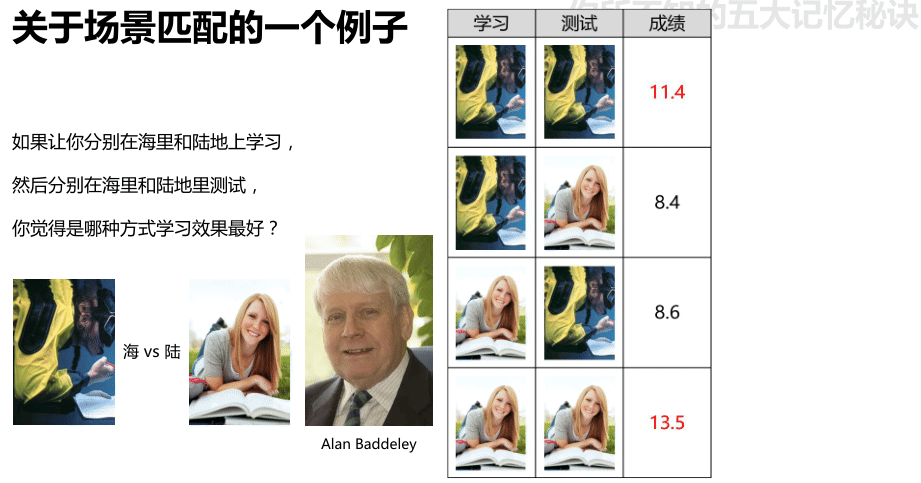 关于场景匹配的一个例子
的五大记忆秘诀
如果让你分别在海里和陆地上学习，
然后分别在海里和陆地里测试，
你觉得是哪种方式学习效果最好？
海 vs 陆
Alan Baddeley
学习 测试 成绩
11.4
8.4
8.6
13.5